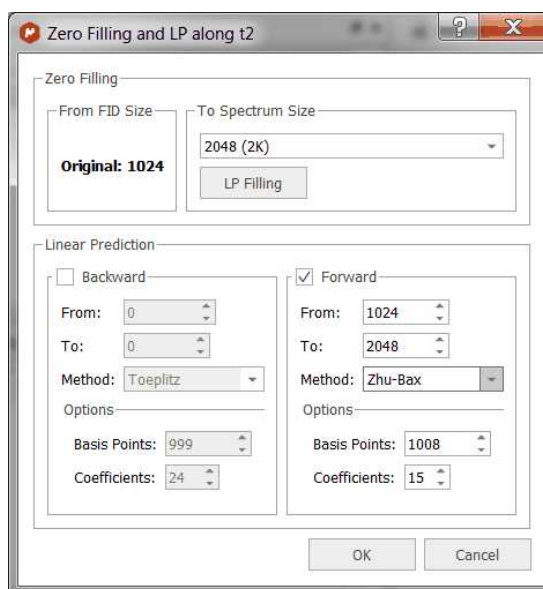 Zero Filling and LP along t2
Zero Filling
From FID Size
To Spectrum Size
Original: 1024
2048 (2K)
LP Filling
Linear Prediction
Backward
Forward
From: 0
From: 1024
To: 0
To: 2048
Method: Toeplitz
Method: Zhu-Bax
Options
Options
Basis Points: 999
Basis Points: 1008
Coefficients: 24
Coefficients: 15
OK
Cancel